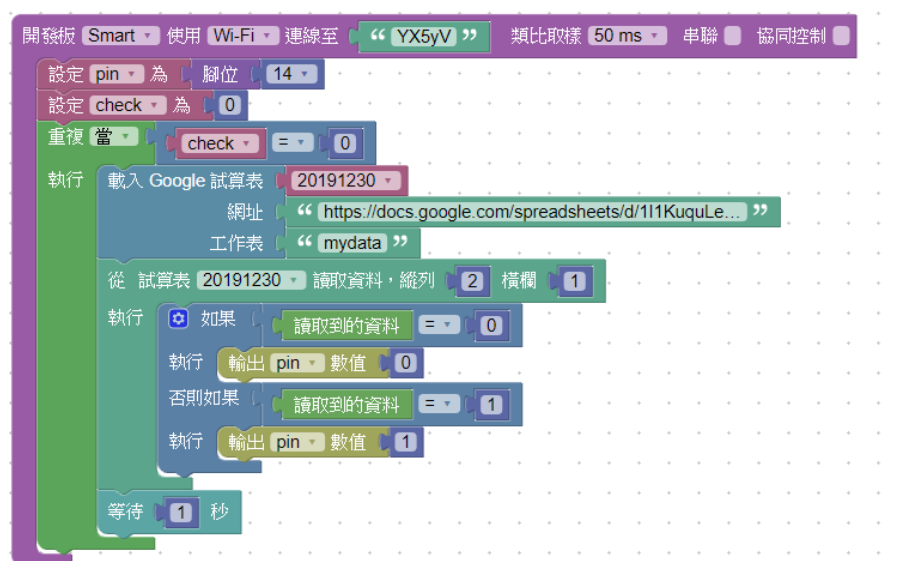 開發板 Smart 使用 Wi-Fi 連線至 “ YX5yV ” 類比取樣 50 ms 串聯 協同控制
設定 pin 為 腳位 14
設定 check 為 0
重複 當 check = 0
執行 載入 Google 試算表 20191230
網址 “ https://docs.google.com/spreadsheets/d/1I1KuquLe... ”
工作表 “ mydata ”
從 試算表 20191230 讀取資料，縱列 2 橫欄 1
執行 如果 讀取到的資料 = 0
執行 輸出 pin 數值 0
否則如果 讀取到的資料 = 1
執行 輸出 pin 數值 1
等待 1 秒